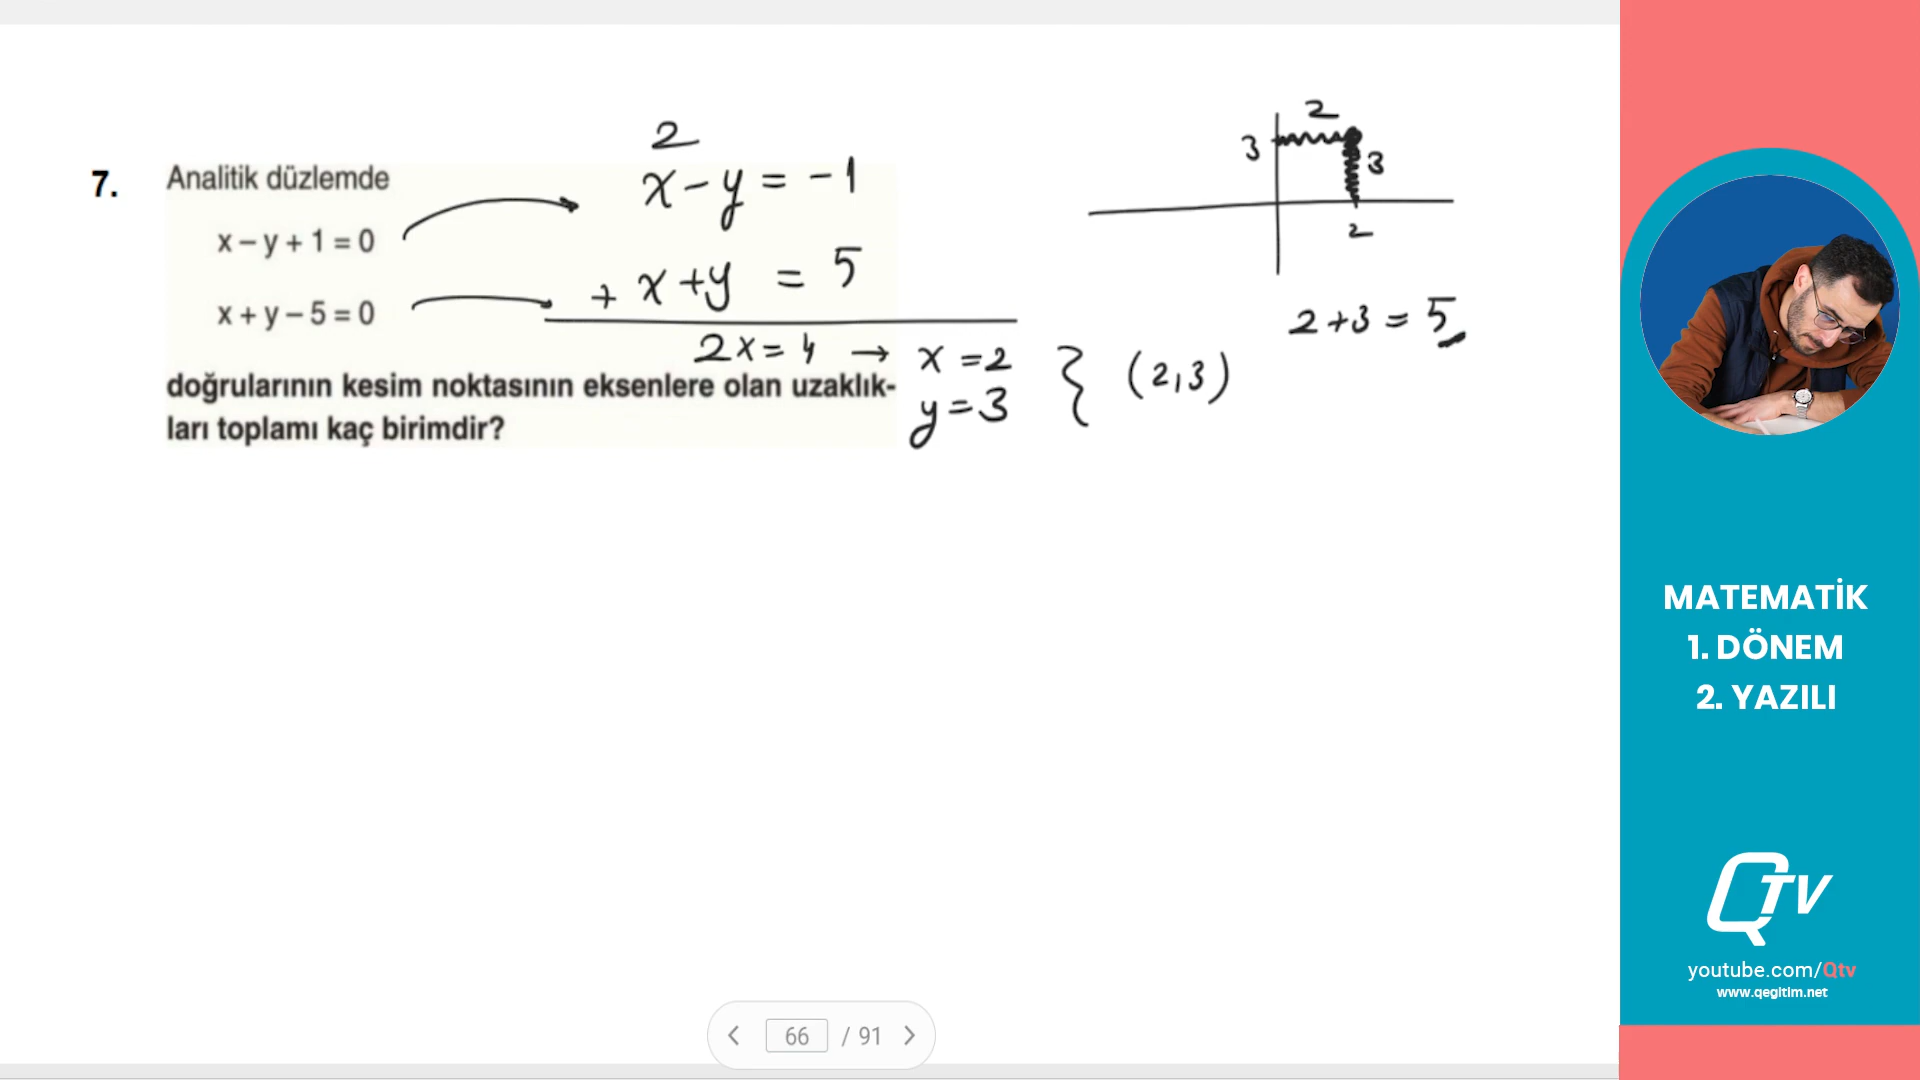 7. Analitik düzlemde
x – y + 1 = 0
x + y – 5 = 0
doğrularının kesim noktasının eksenlere olan uzaklık-
ları toplamı kaç birimdir?
2
x – y = – 1
+ x + y = 5
2x = 4 → x = 2
y = 3
} (2,3)
2
3
3
2
2 + 3 = 5
MATEMATİK
1. DÖNEM
2. YAZILI
QTV
youtube.com/Qtv
www.qegitim.net
66 / 91